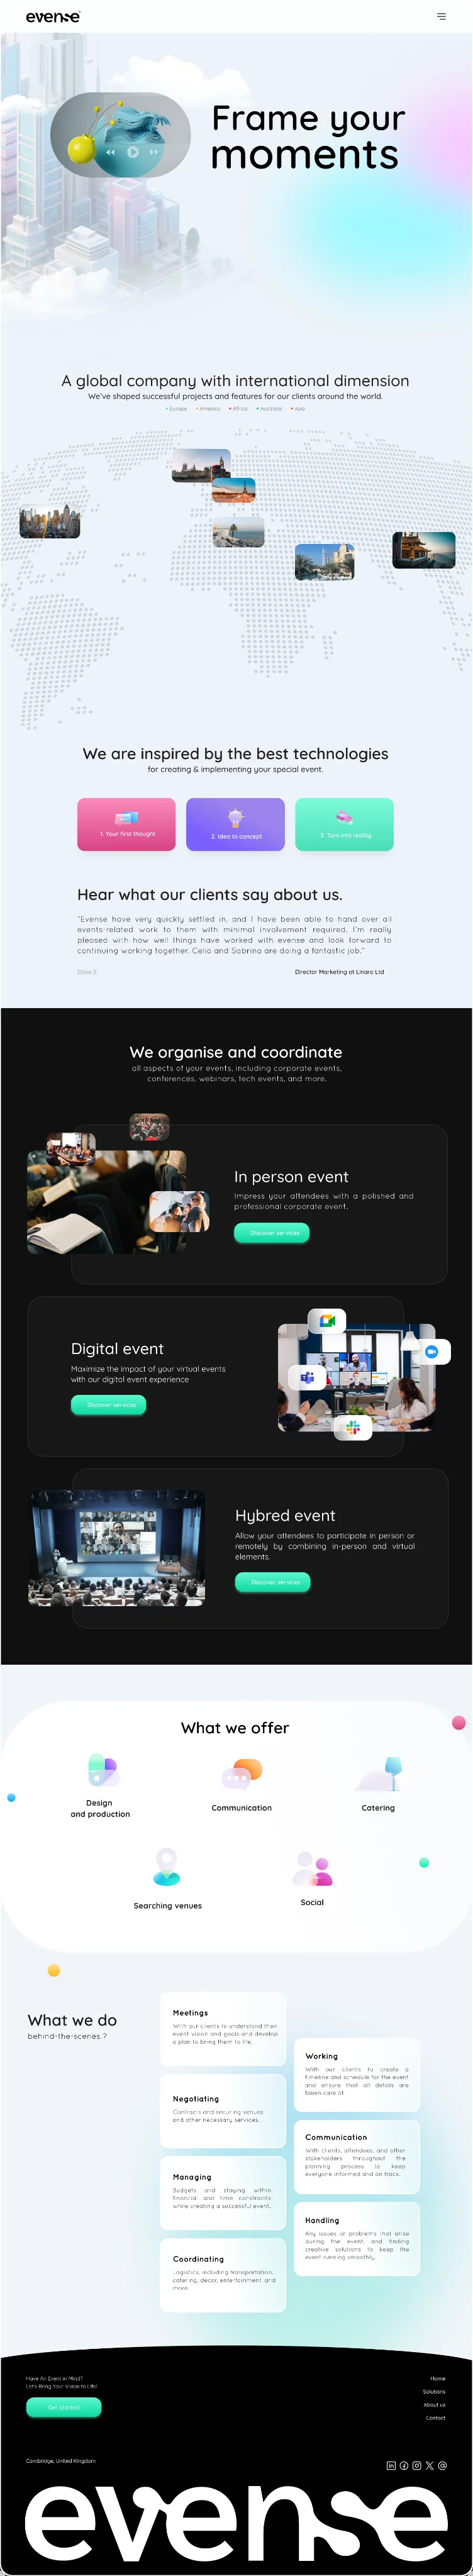 evense
Frame your
moments
A global company with international dimension
We've shaped successful projects and features for our clients around the world.
Europe America Africa Australia Asia
We are inspired by the best technologies
for creating & implementing your special event.
1. Your first thought
2. Idea to concept
3. Turn into reality
Hear what our clients say about us.
"Evense have very quickly settled in, and I have been able to hand over all
events-related work to them with minimal involvement required. I'm really
pleased with how well things have worked with evense and look forward to
continuing working together. Celia and Sabrina are doing a fantastic job."
Director Marketing at Linaro Ltd
We organise and coordinate
all aspects of your events, including corporate events,
conferences, webinars, tech events, and more.
In person event
Impress your attendees with a polished and
professional corporate event.
Discover services
Digital event
Maximize the impact of your virtual events
with our digital event experience
Discover services
Hybred event
Allow your attendees to participate in person or
remotely by combining in-person and virtual
elements.
Discover services
What we offer
Design
and production
Communication
Catering
Searching venues
Social
What we do
behind-the-scenes ?
Meetings
With our clients to understand their
event vision and goals and develop
a plan to bring them to life.
Negotiating
Contracts and securing venues
and other necessary services.
Managing
Budgets and staying within
financial and time constraints
while creating a successful event.
Coordinating
Logistics, including transportation,
catering, decor, entertainment, and
more.
Working
With our clients to create a
timeline and schedule for the event
and ensure that all details are
taken care of.
Communication
With clients, attendees, and other
stakeholders throughout the
planning process to keep
everyone informed and on track.
Handling
Any issues or problems that arise
during the event and finding
creative solutions to keep the
event running smoothly.
Have An Event in Mind?
Let's Bring Your Vision to Life!
Get started
Home
Solutions
About us
Contact
Cambridge, United Kingdom
evense